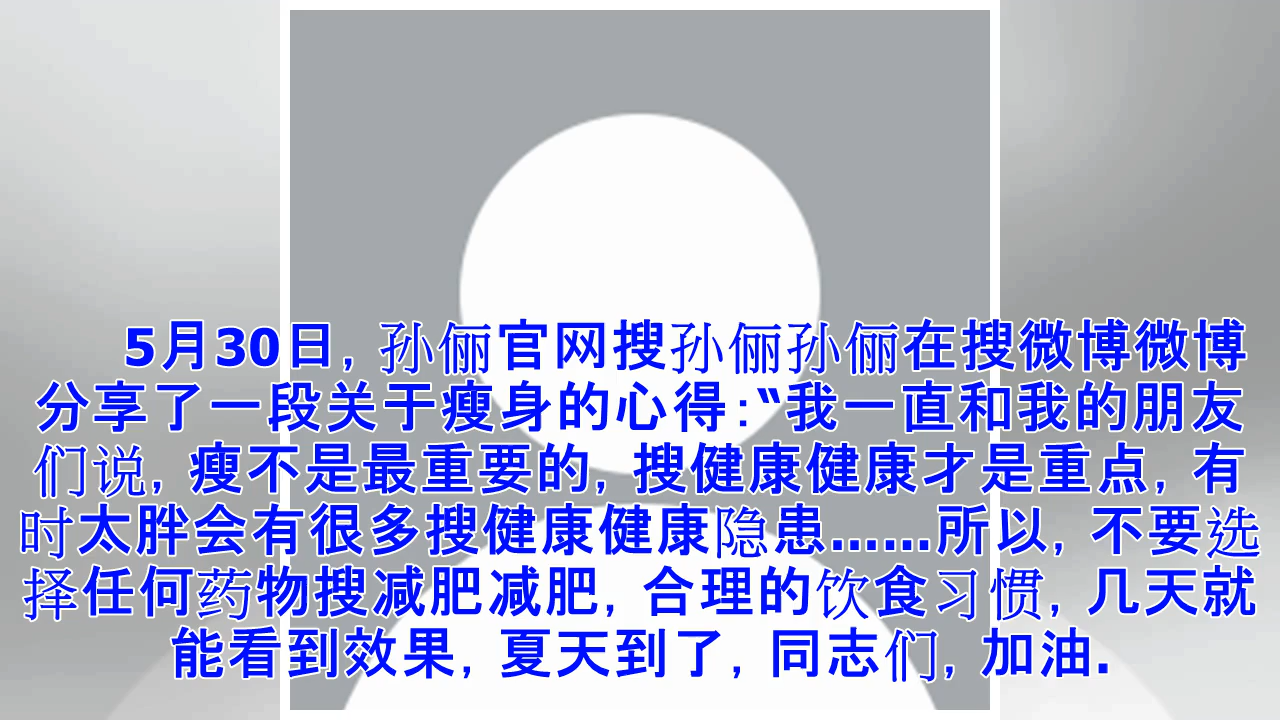 5月30日, 孙俪官网搜孙俪孙俪在搜微博微博
分享了一段关于瘦身的心得:“我一直和我的朋友
们说, 瘦不是最重要的, 搜健康健康才是重点, 有
时太胖会有很多搜健康健康隐患……所以, 不要选
择任何药物搜减肥减肥, 合理的饮食习惯, 几天就
能看到效果, 夏天到了, 同志们, 加油.